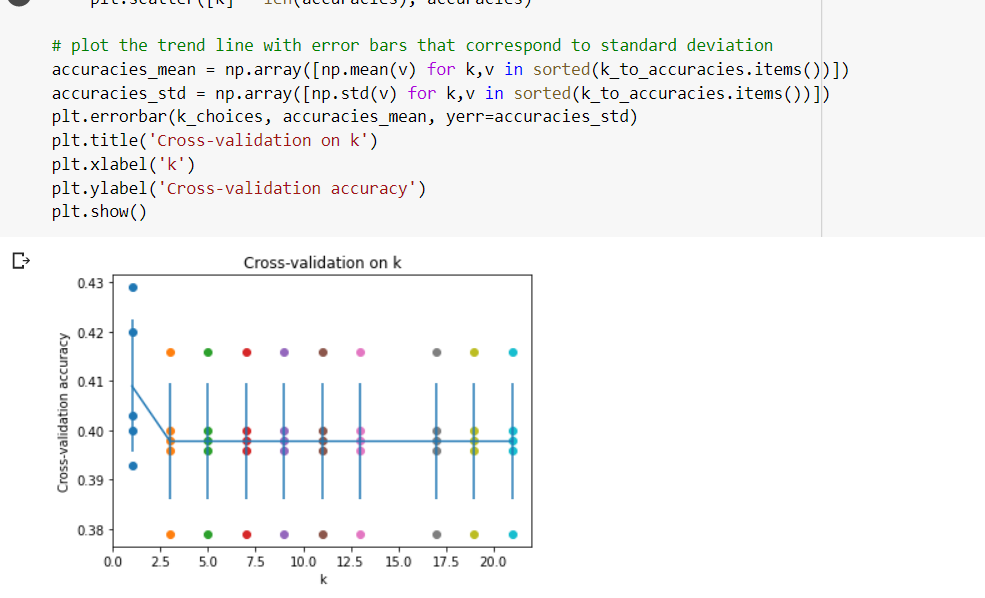 plt.scatter([k] * len(accuracies), accuracies)
# plot the trend line with error bars that correspond to standard deviation
accuracies_mean = np.array([np.mean(v) for k,v in sorted(k_to_accuracies.items())])
accuracies_std = np.array([np.std(v) for k,v in sorted(k_to_accuracies.items())])
plt.errorbar(k_choices, accuracies_mean, yerr=accuracies_std)
plt.title('Cross-validation on k')
plt.xlabel('k')
plt.ylabel('Cross-validation accuracy')
plt.show()
Cross-validation on k
Cross-validation accuracy
0.43
0.42
0.41
0.40
0.39
0.38
0.0 2.5 5.0 7.5 10.0 12.5 15.0 17.5 20.0
k